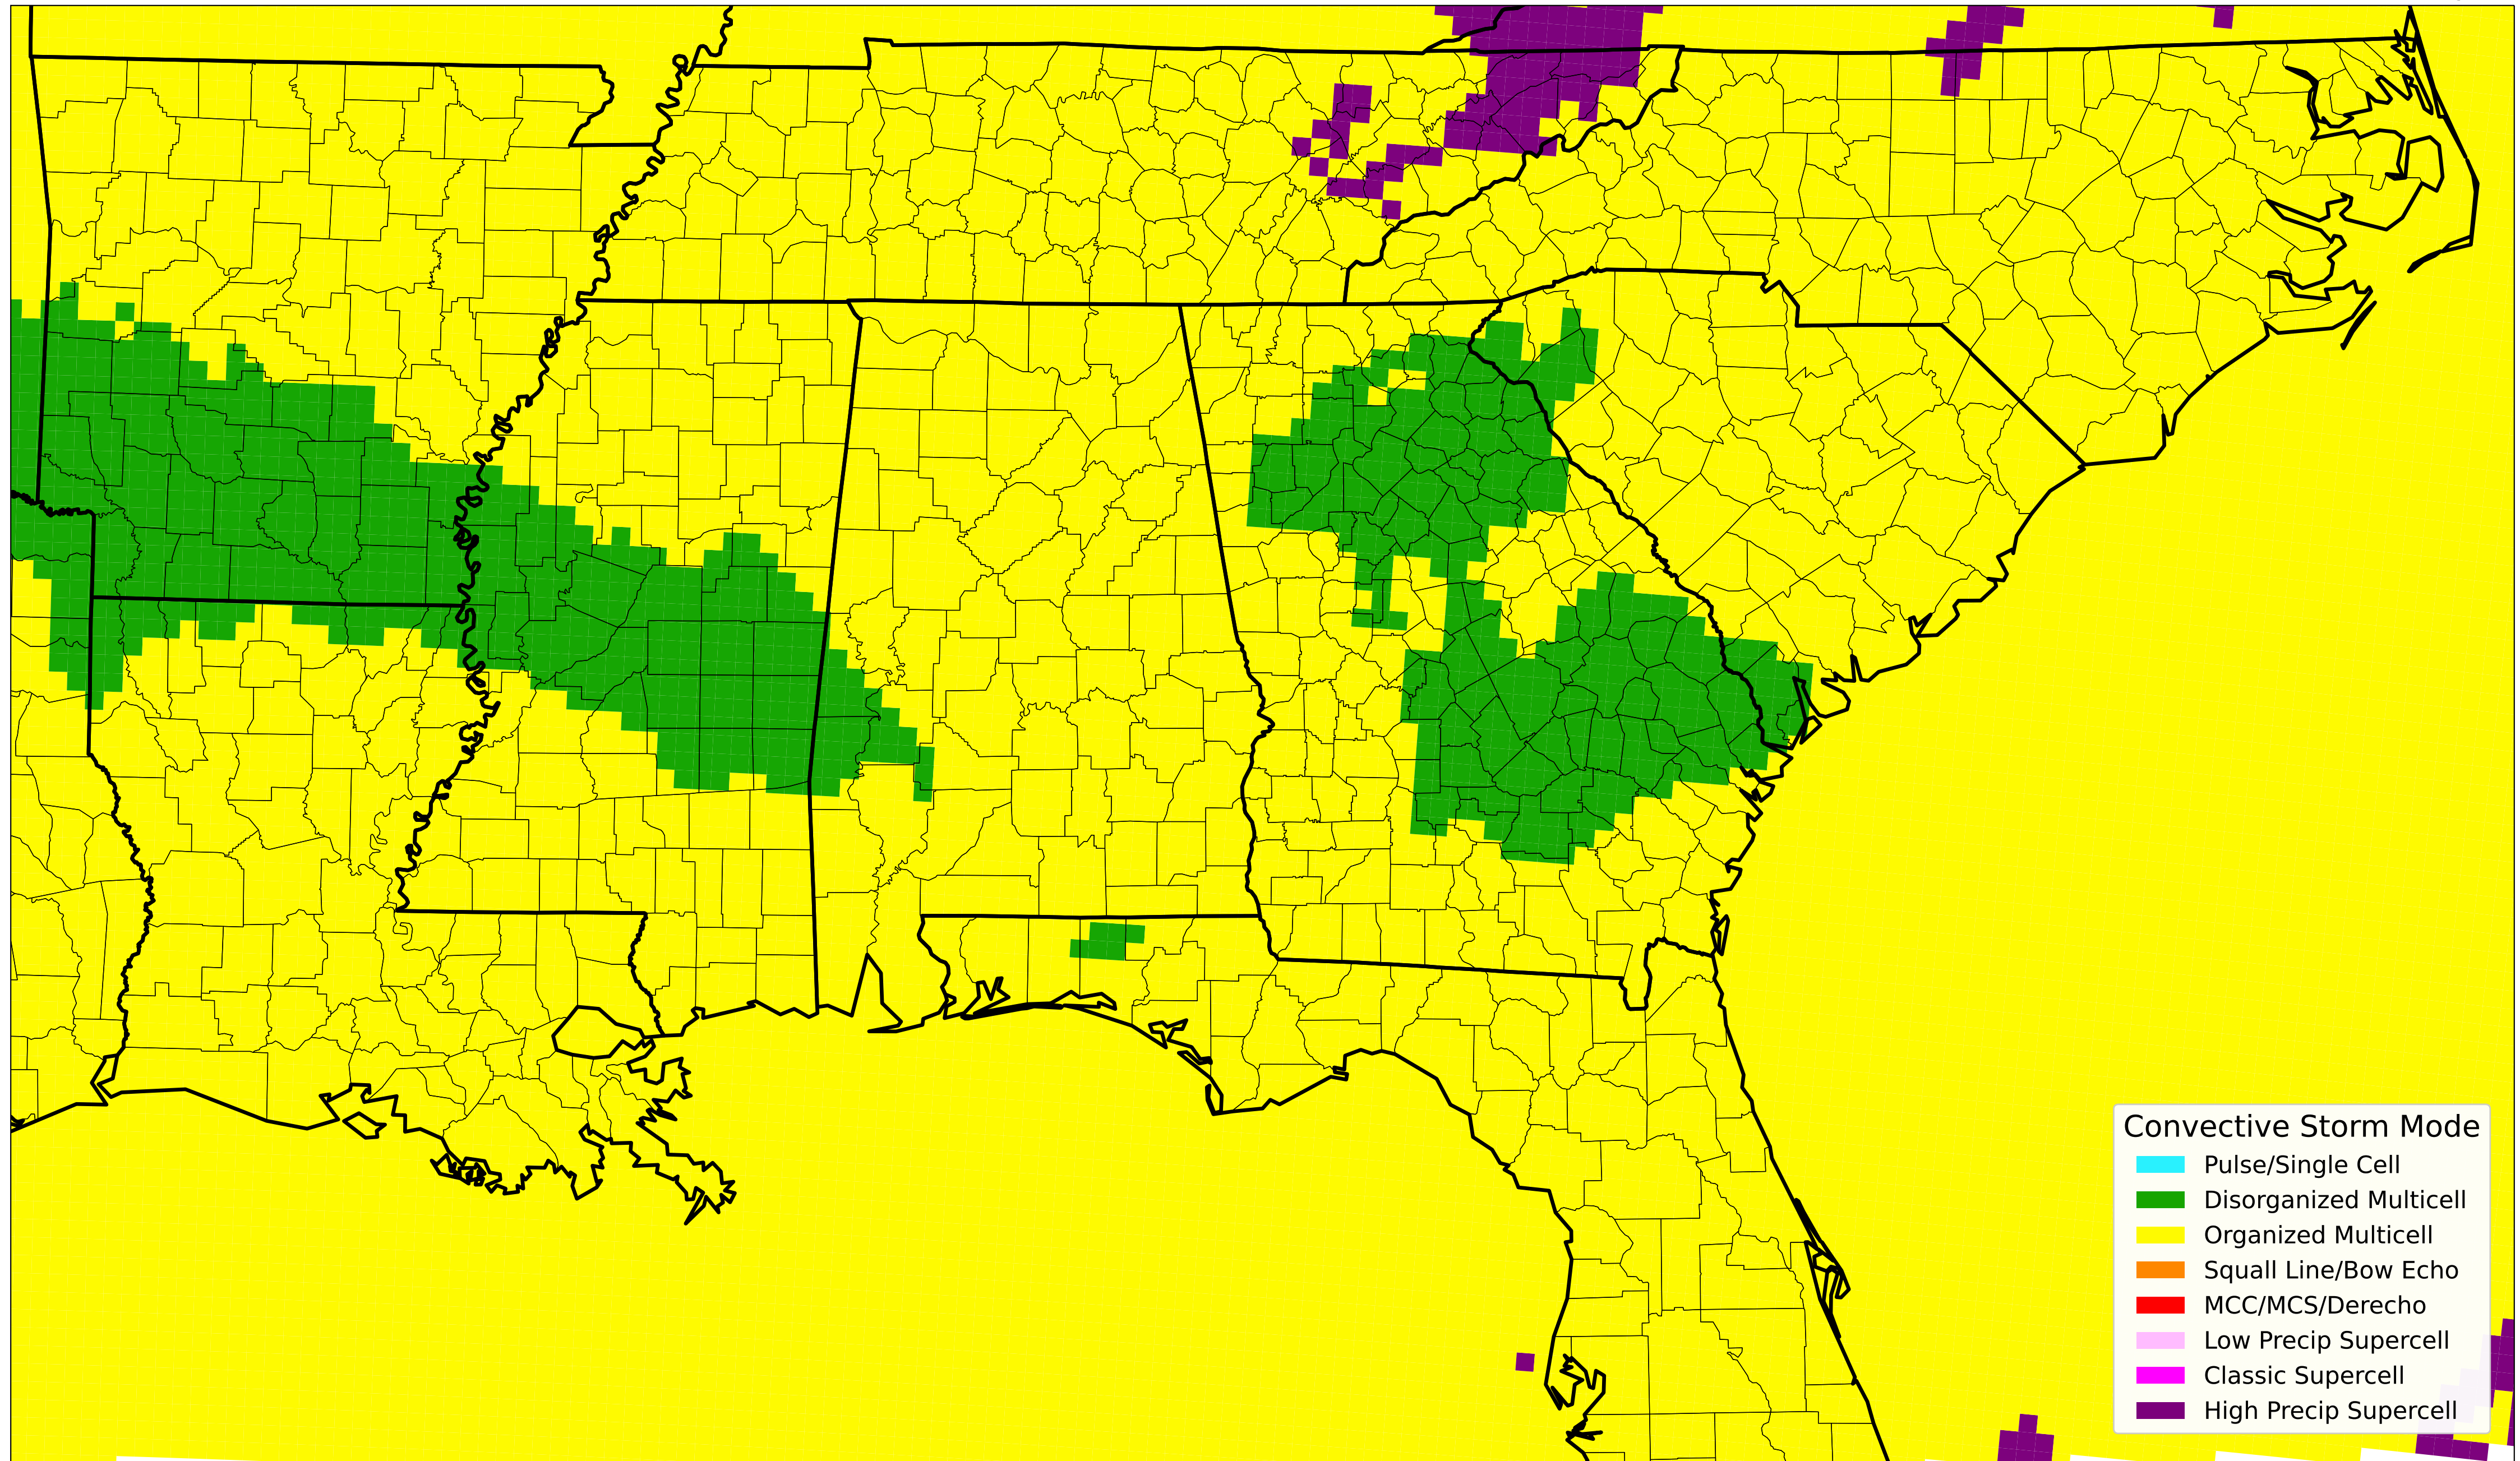 Convective Storm Mode
Pulse/Single Cell
Disorganized Multicell
Organized Multicell
Squall Line/Bow Echo
MCC/MCS/Derecho
Low Precip Supercell
Classic Supercell
High Precip Supercell